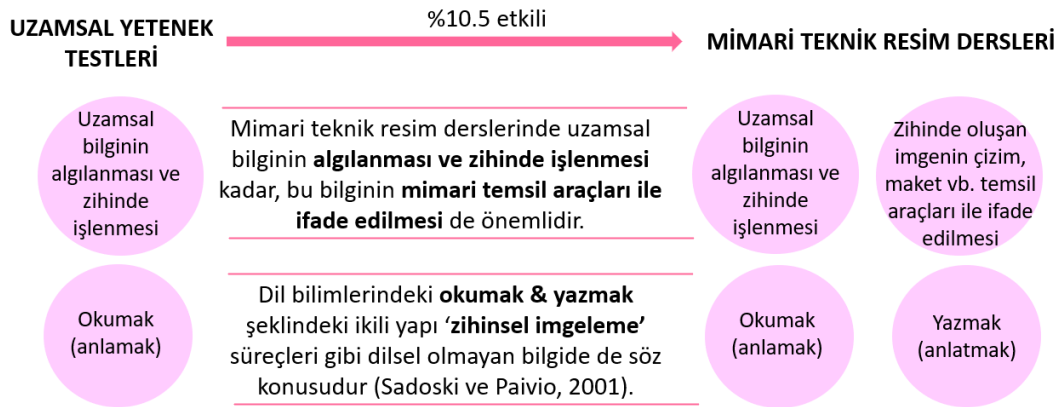 %10.5 etkili
UZAMSAL YETENEK
TESTLERİ
MİMARİ TEKNİK RESİM DERSLERİ
Uzamsal
bilginin
algılanması ve
zihinde
işlenmesi
Mimari teknik resim derslerinde uzamsal
bilginin algılanması ve zihinde işlenmesi
kadar, bu bilginin mimari temsil araçları ile
ifade edilmesi de önemlidir.
Uzamsal
bilginin
algılanması ve
zihinde
işlenmesi
Zihinde oluşan
imgenin çizim,
maket vb. temsil
araçları ile ifade
edilmesi
Okumak
(anlamak)
Dil bilimlerindeki okumak & yazmak
şeklindeki ikili yapı ‘zihinsel imgeleme’
süreçleri gibi dilsel olmayan bilgide de söz
konusudur (Sadoski ve Paivio, 2001).
Okumak
(anlamak)
Yazmak
(anlatmak)